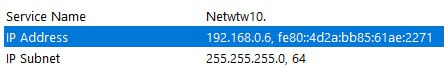 Service Name Netwtw10.
IP Address 192.168.0.6, fe80::4d2a:bb85:61ae:2271
IP Subnet 255.255.255.0, 64